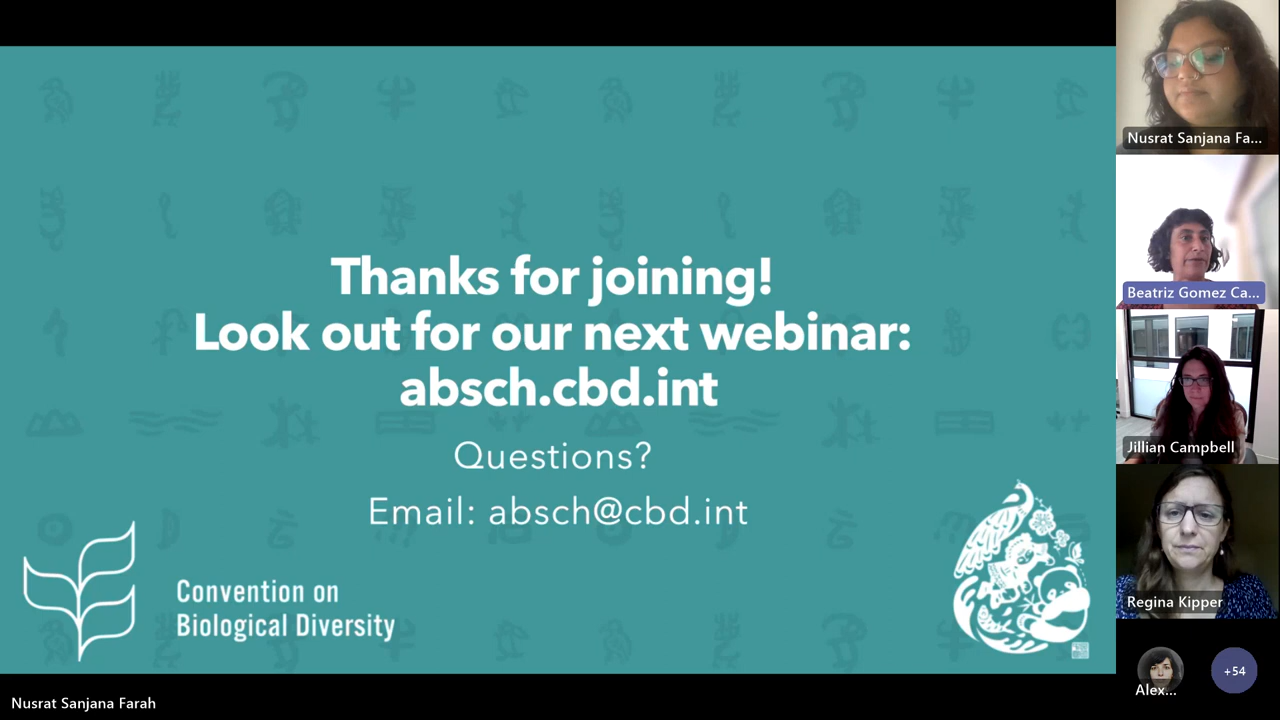 Thanks for joining!
Look out for our next webinar:
absch.cbd.int
Questions?
Email: absch@cbd.int
Convention on
Biological Diversity
Nusrat Sanjana Farah
Nusrat Sanjana Fa...
Beatriz Gomez Ca...
Jillian Campbell
Regina Kipper
Alex...
+54